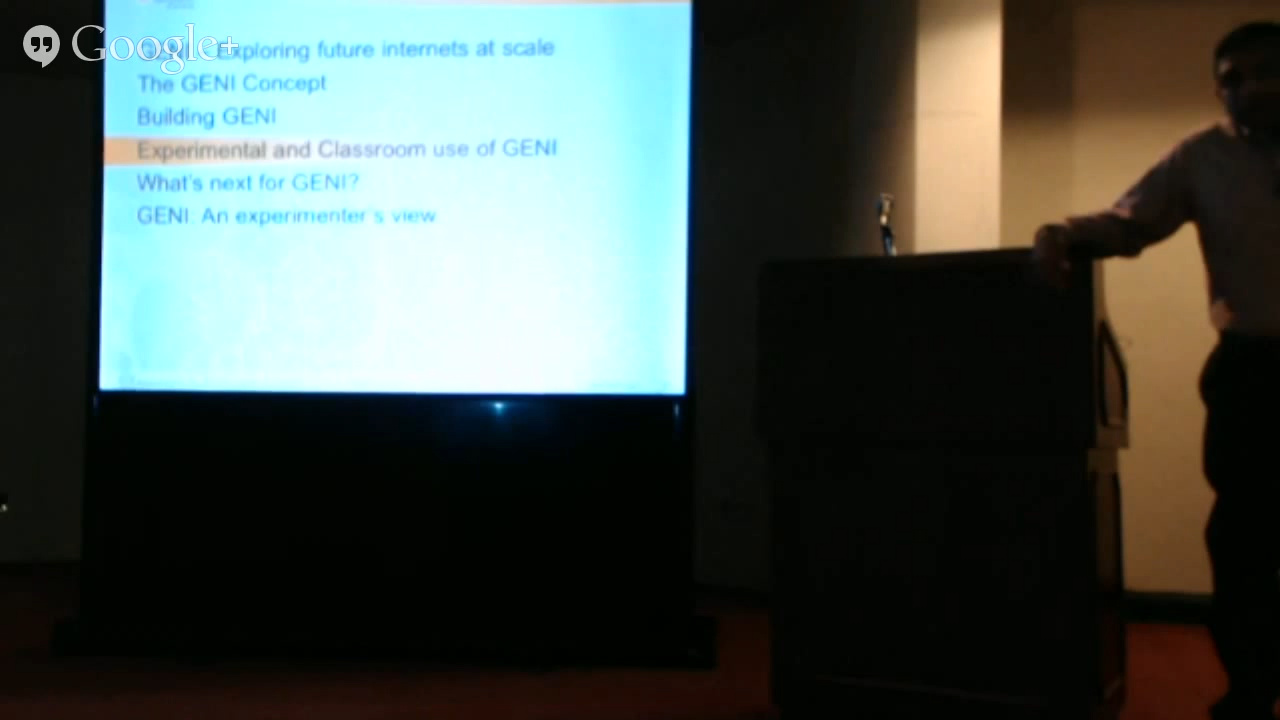 Google+
Exploring future internets at scale
The GENI Concept
Building GENI
Experimental and Classroom use of GENI
What's next for GENI?
GENI: An experimenter's view